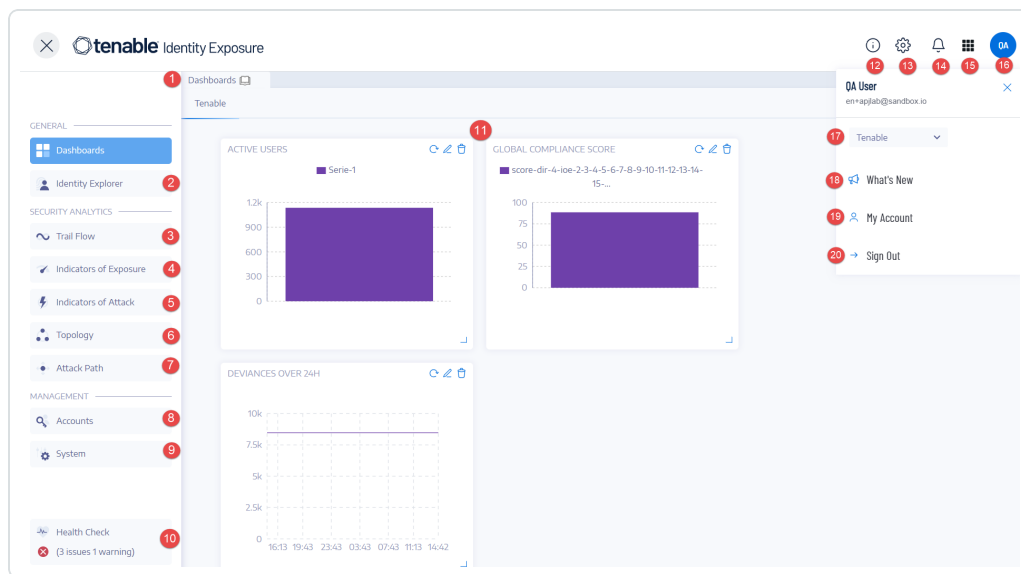 tenable Identity Exposure
QA
12 13 14 15 16
1 Dashboards
Tenable
QA User
en+apjlab@sandbox.io
GENERAL
Dashboards
Identity Explorer 2
SECURITY ANALYTICS
Trail Flow 3
Indicators of Exposure 4
Indicators of Attack 5
Topology 6
Attack Path 7
MANAGEMENT
Accounts 8
System 9
Health Check
(3 issues 1 warning)
10
11
ACTIVE USERS
Serie-1
1.2k
900
600
300
0
GLOBAL COMPLIANCE SCORE
score-dir-4-ioe-2-3-4-5-6-7-8-9-10-11-12-13-14-
15-...
100
75
50
25
0
DEVIANCES OVER 24H
10k
7.5k
5k
2.5k
0
16:13 19:43 23:43 03:43 07:43 11:13 14:42
17 Tenable
18 What's New
19 My Account
20 Sign Out